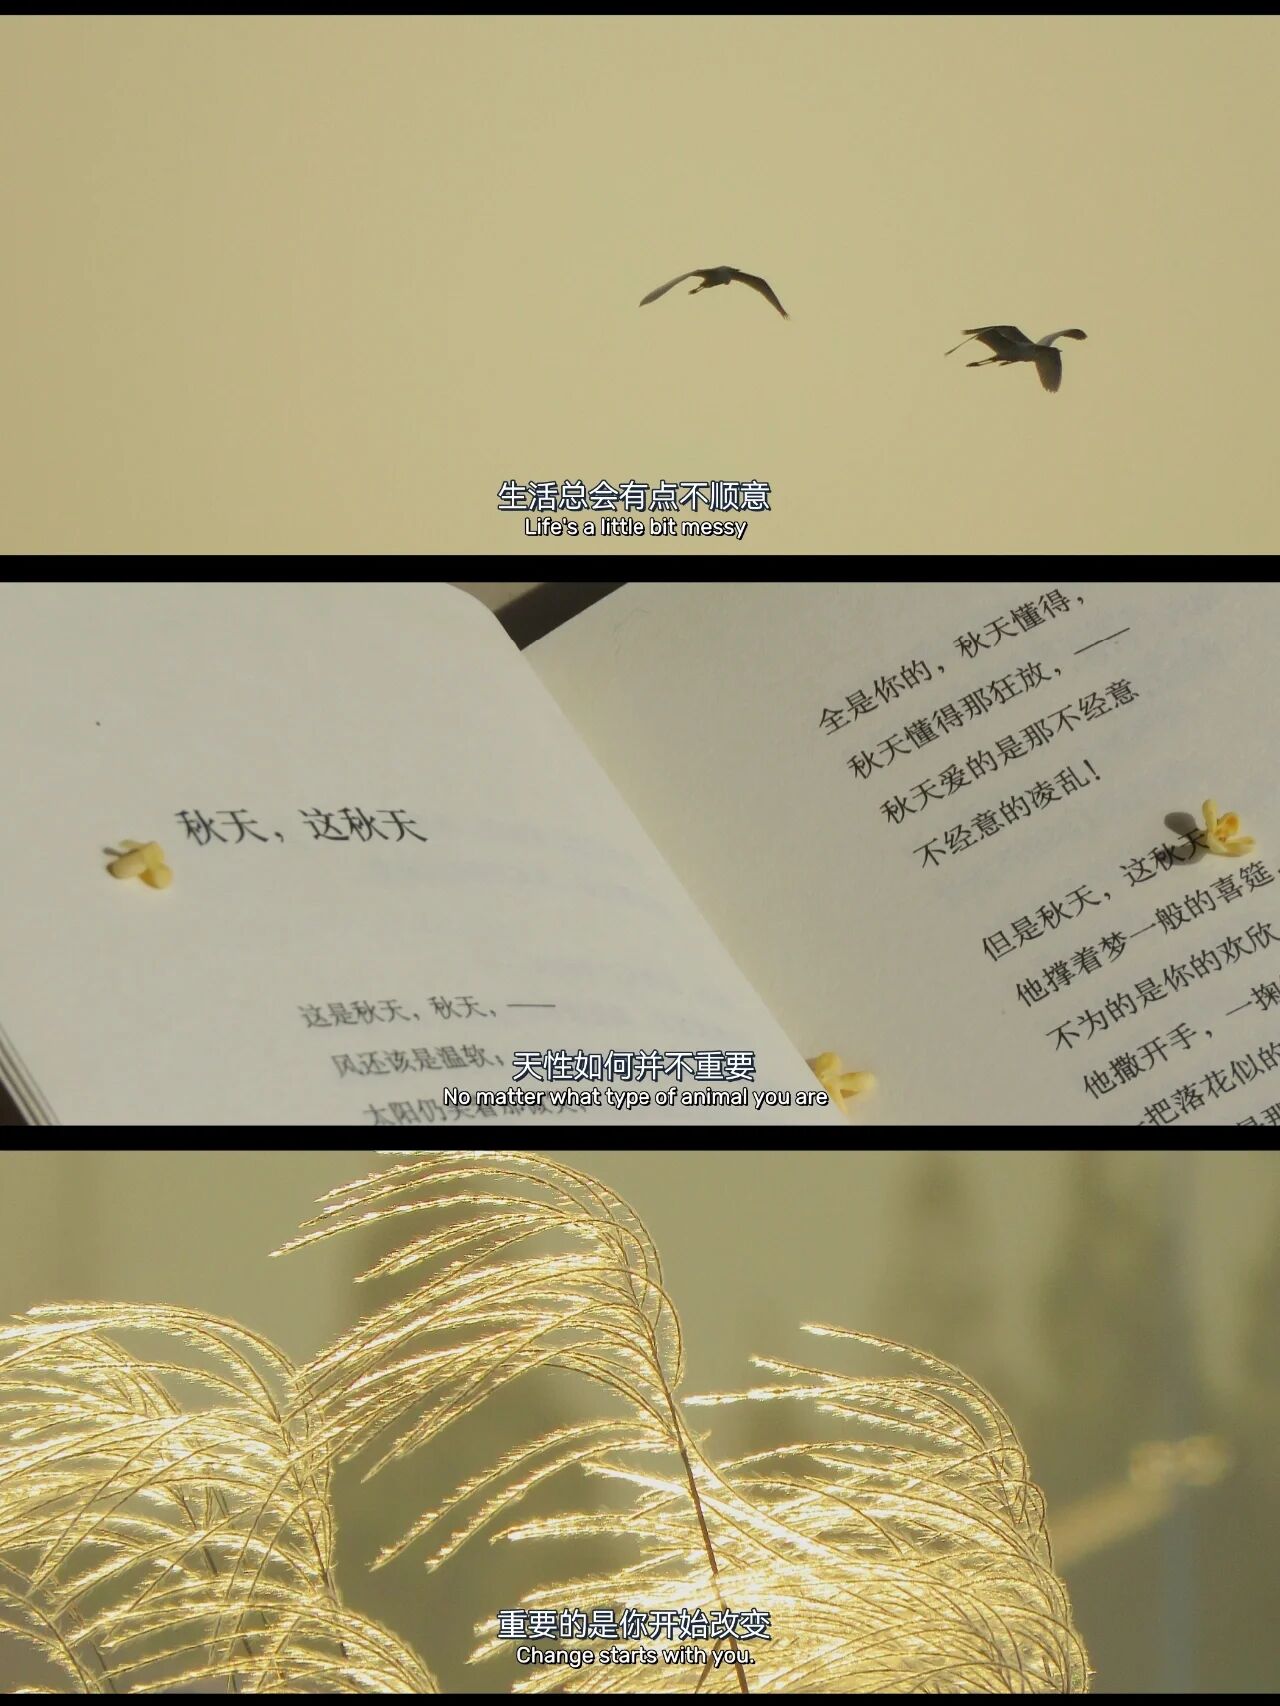 生活总会有点不顺意
Life's a little bit messy
全是你的，秋天懂得，
秋天懂得那狂放，——
秋天爱的是那不经意
不经意的凌乱！
秋天，这秋天
但是秋天，这秋天
他撑着梦一般的喜筵，
不为的是你的欢欣
他撒开手，一掬
一把落花似的
这是秋天，秋天，——
风还该是温软；
太阳仍笑着那微笑，
天性如何并不重要
No matter what type of animal you are
重要的是你开始改变
Change starts with you.